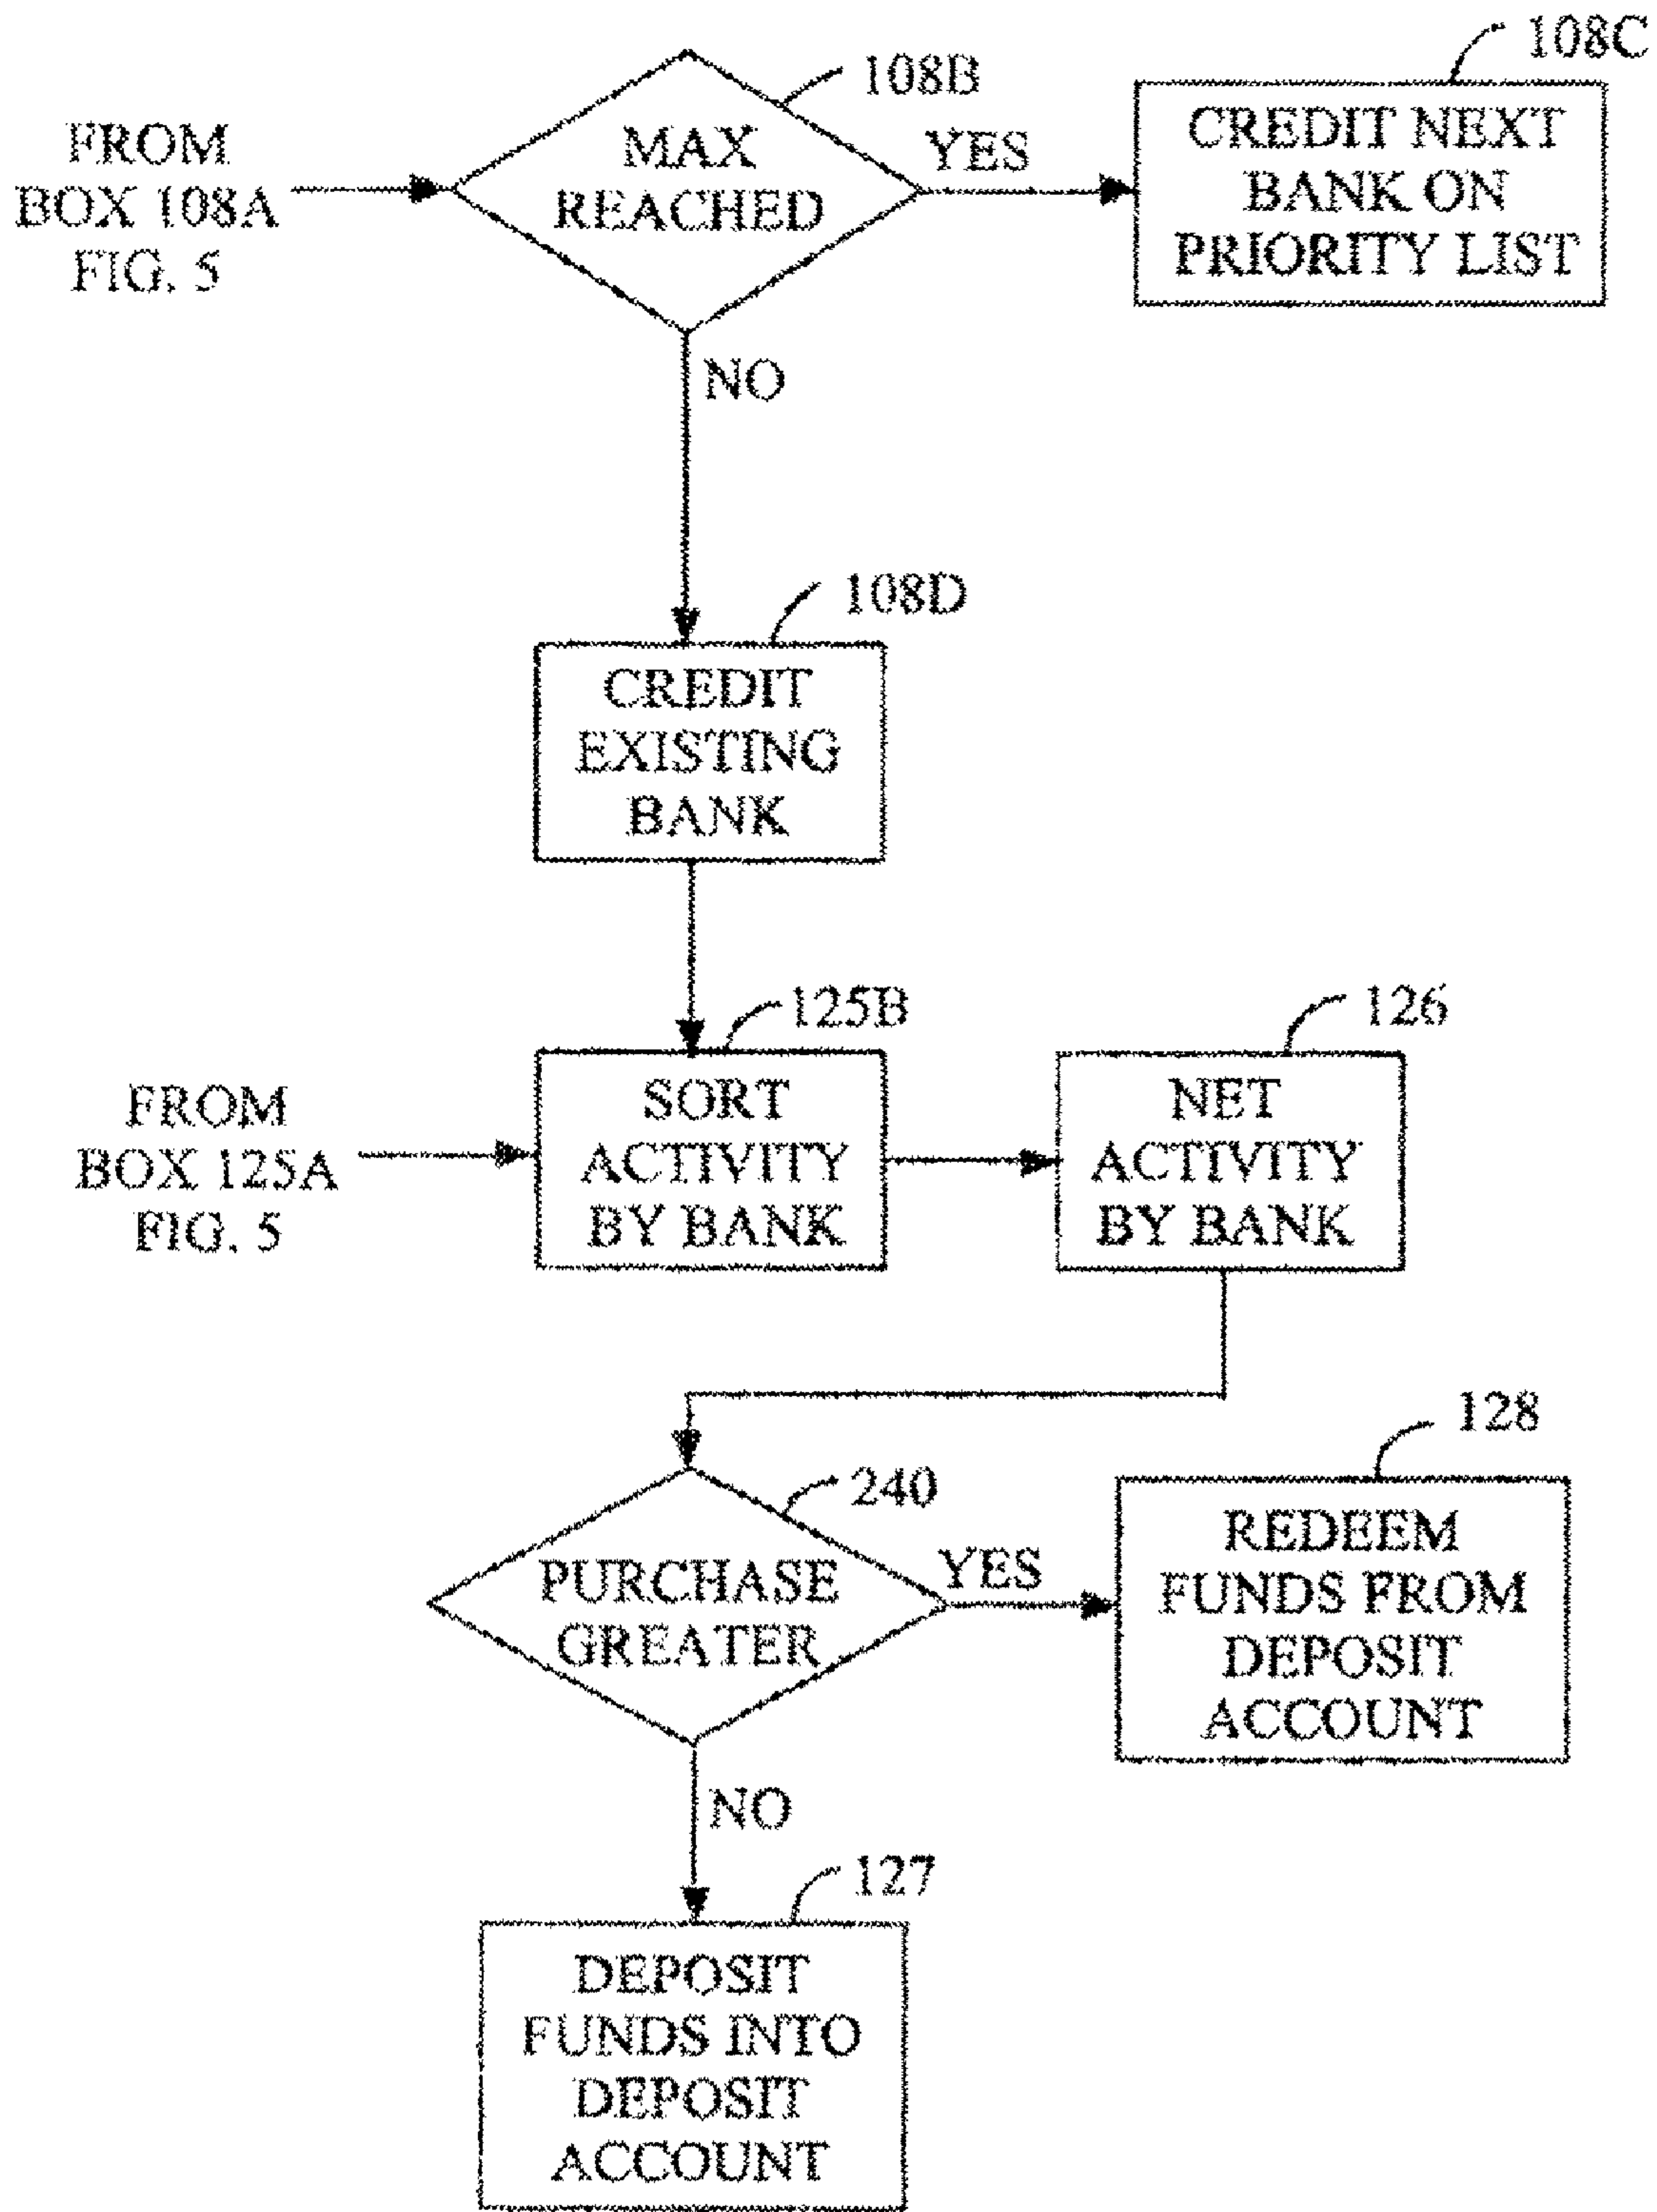 108B
108C
FROM
BOX 108A
FIG. 5
MAX
REACHED
YES
CREDIT NEXT
BANK ON
PRIORITY LIST
NO
108D
CREDIT
EXISTING
BANK
125B
126
FROM
BOX 125A
FIG. 5
SORT
ACTIVITY
BY BANK
NET
ACTIVITY
BY BANK
128
240
PURCHASE
GREATER
YES
REDEEM
FUNDS FROM
DEPOSIT
ACCOUNT
NO
127
DEPOSIT
FUNDS INTO
DEPOSIT
ACCOUNT